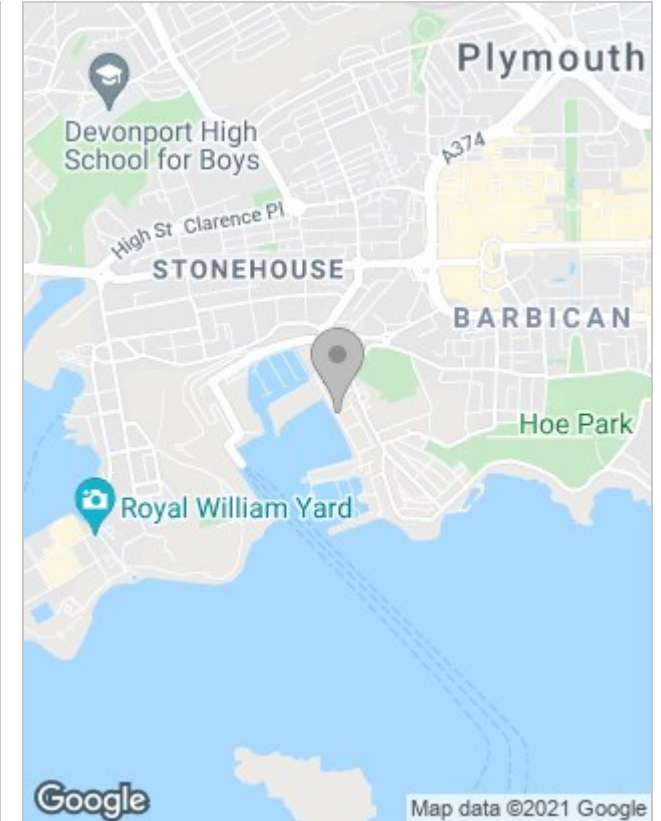 Plymouth
Devonport High
School for Boys
A374
High St
Clarence Pl
STONEHOUSE
BARBICAN
Hoe Park
Royal William Yard
Google
Map data ©2021 Google